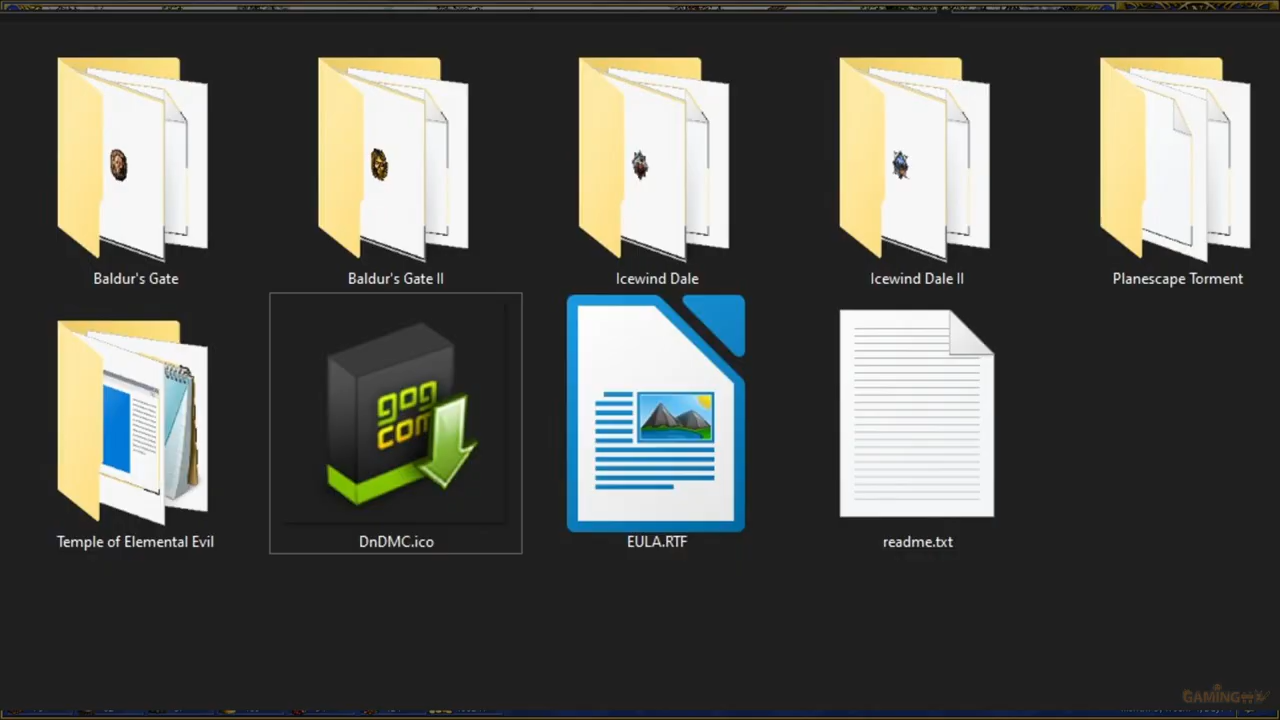 Baldur's Gate
Baldur's Gate II
Icewind Dale
Icewind Dale II
Planescape Torment
gog
com
Temple of Elemental Evil
DnDMC.ico
EULA.RTF
readme.txt
GAMING